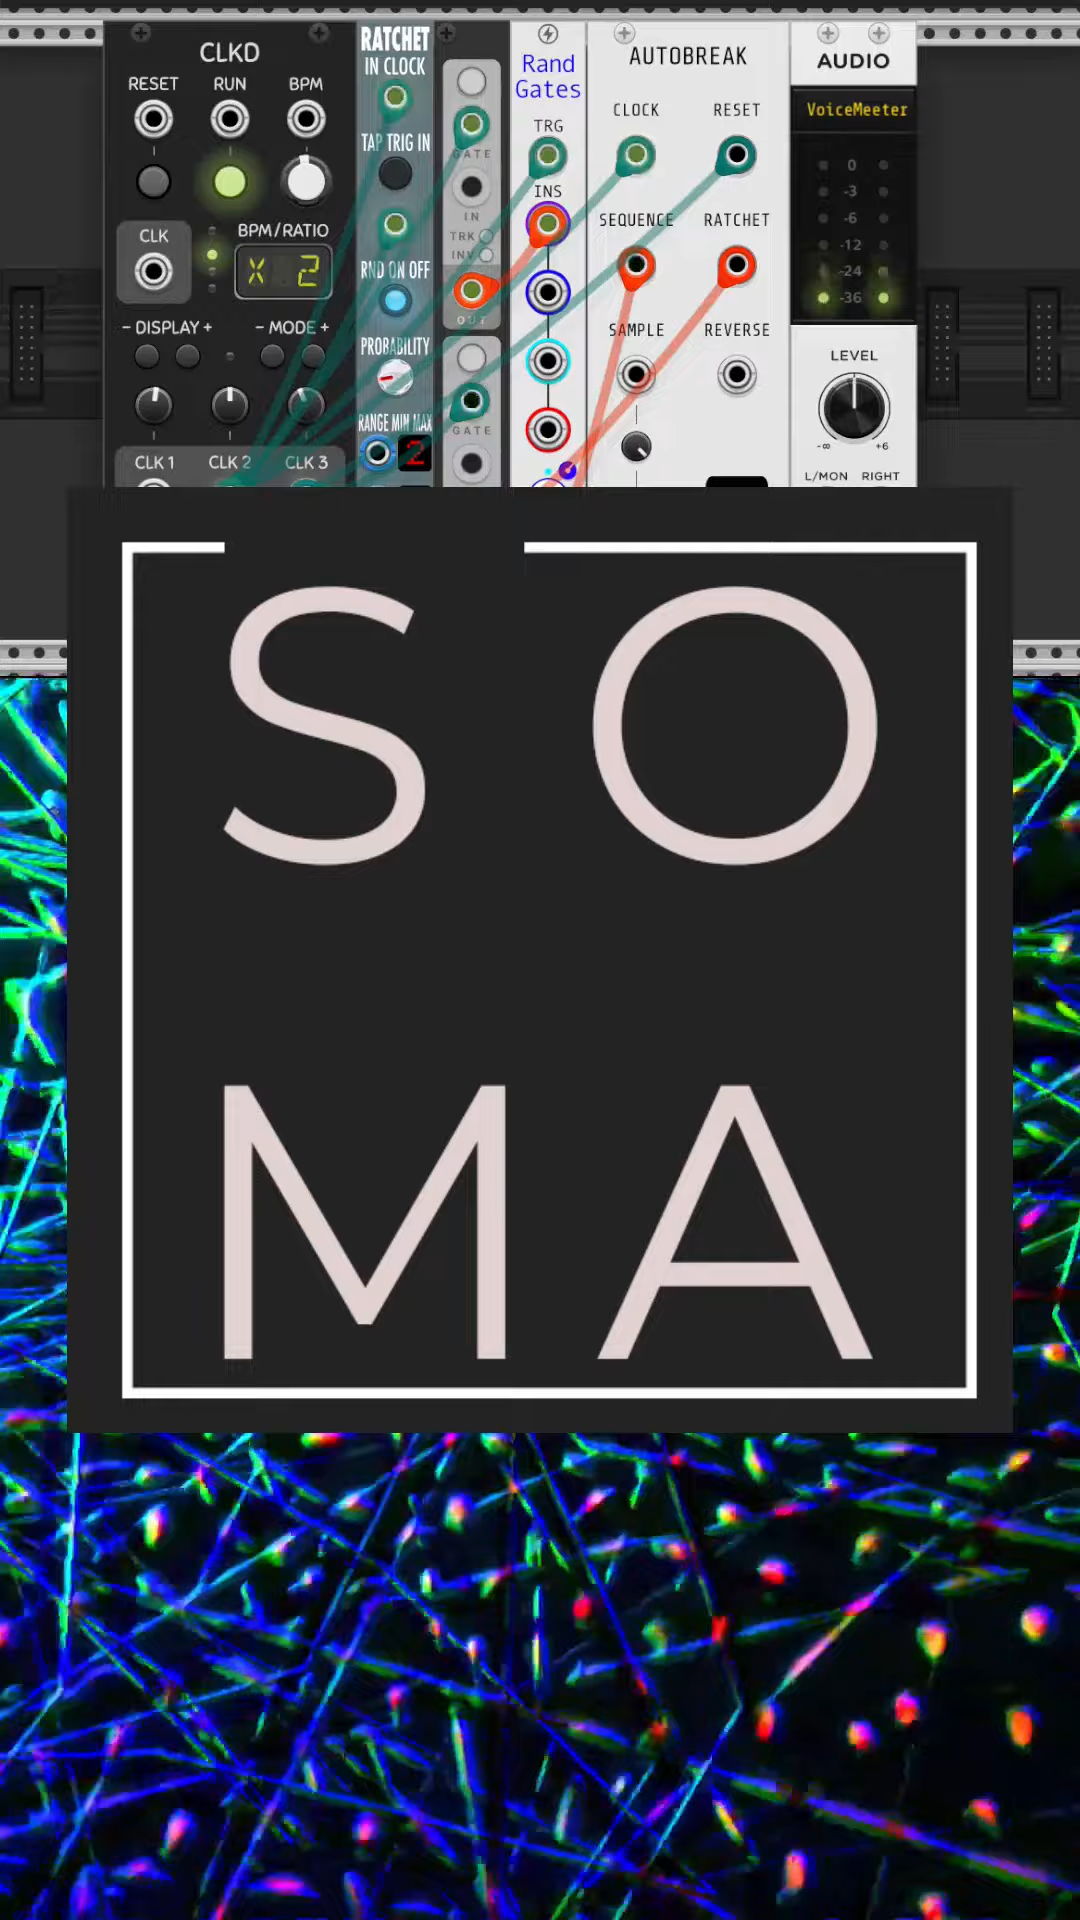 CLKD
RESET RUN BPM
CLK
BPM/RATIO
X 2
- DISPLAY + - MODE +
CLK 1 CLK 2 CLK 3
RATCHET
IN CLOCK
TAP TRIG IN
RND ON OFF
PROBABILITY
RANGE MIN MAX
2
GATE
IN
TRK
INV
OUT
GATE
Rand
Gates
TRG
INS
AUTOBREAK
CLOCK RESET
SEQUENCE RATCHET
SAMPLE REVERSE
AUDIO
VoiceMeeter
0
-3
-6
-12
-24
-36
LEVEL
-∞ +6
L/MON RIGHT
S O
M A